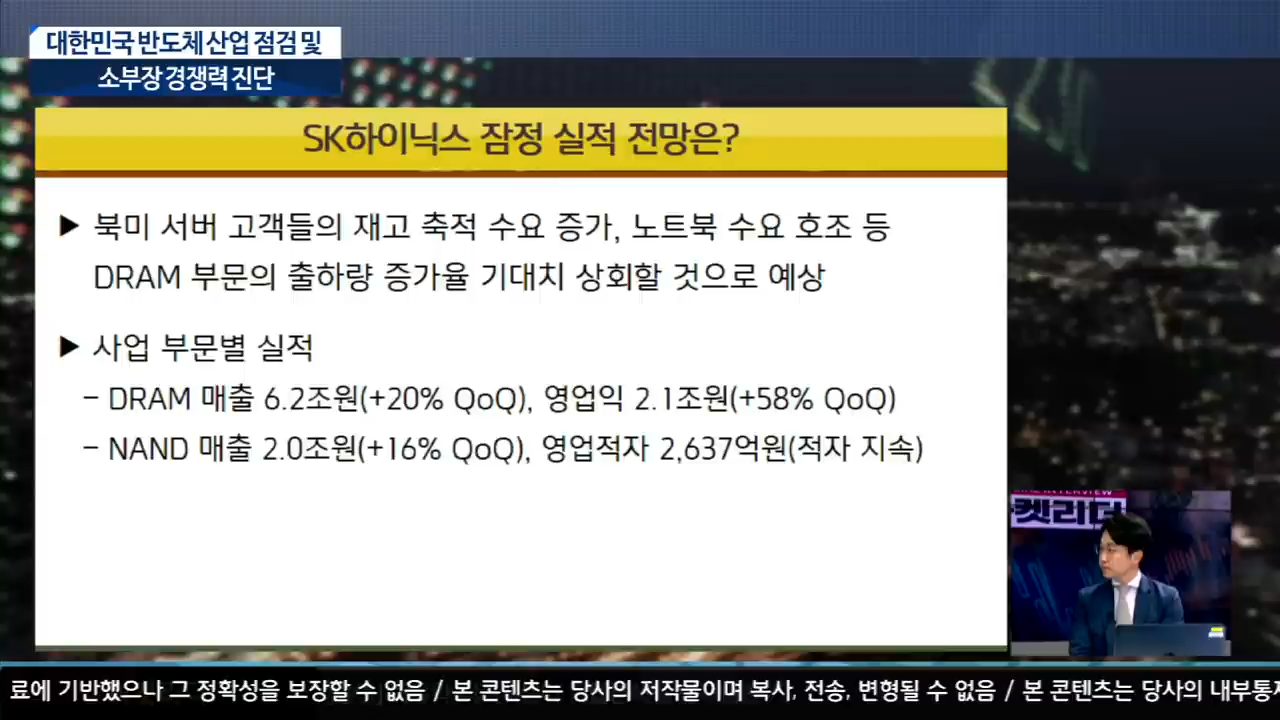 대한민국 반도체 산업 점검 및
소부장 경쟁력 진단
SK하이닉스 잠정 실적 전망은?
▶ 북미 서버 고객들의 재고 축적 수요 증가, 노트북 수요 호조 등
DRAM 부문의 출하량 증가율 기대치 상회할 것으로 예상
▶ 사업 부문별 실적
- DRAM 매출 6.2조원(+20% QoQ), 영업익 2.1조원(+58% QoQ)
- NAND 매출 2.0조원(+16% QoQ), 영업적자 2,637억원(적자 지속)
INTERVIEW
켓리더
료에 기반했으나 그 정확성을 보장할 수 없음 / 본 콘텐츠는 당사의 저작물이며 복사, 전송, 변형될 수 없음 / 본 콘텐츠는 당사의 내부통제